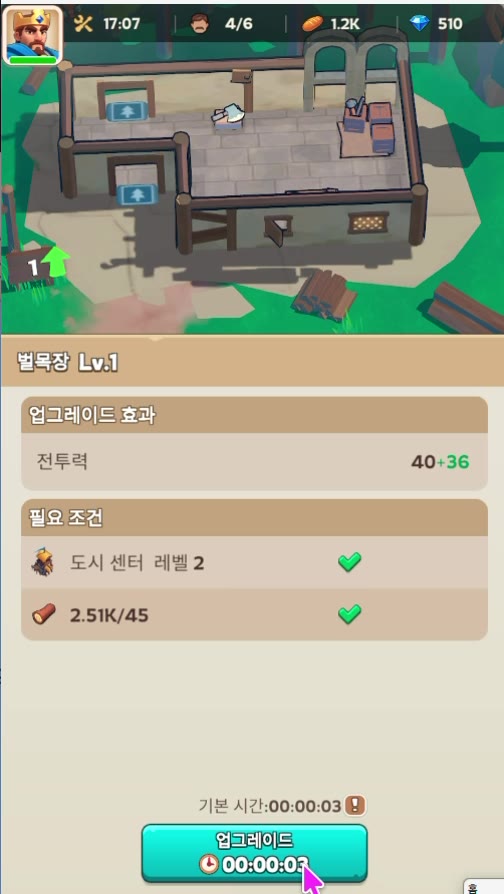 17:07 4/6 1.2K 510
1
벌목장 Lv.1
업그레이드 효과
전투력 40+36
필요 조건
도시 센터 레벨 2
2.51K/45
기본 시간:00:00:03
업그레이드
00:00:03
홈